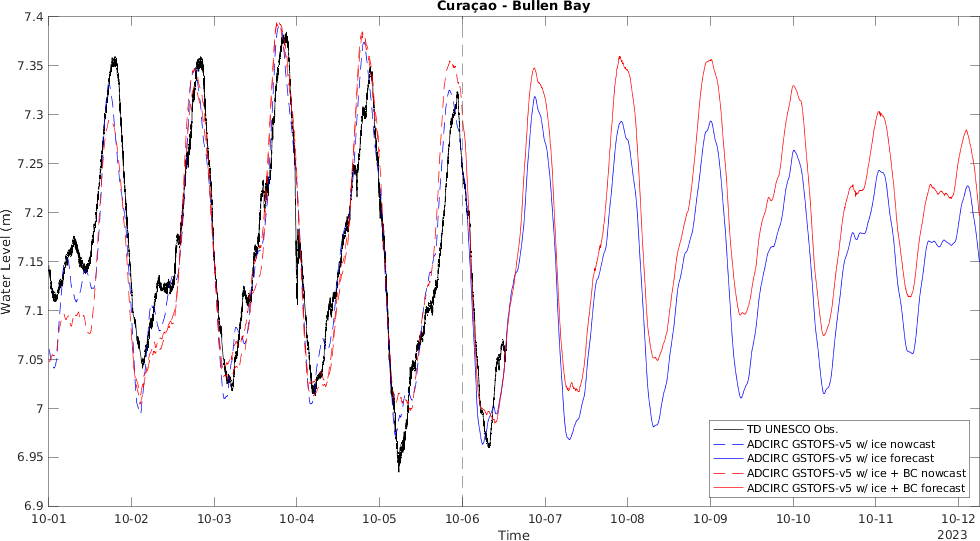 Curaçao - Bullen Bay
7.4
7.35
7.3
7.25
7.2
7.15
7.1
7.05
7
6.95
6.9
Water Level (m)
10-01 10-02 10-03 10-04 10-05 10-06 10-07 10-08 10-09 10-10 10-11 10-12
Time
2023
TD UNESCO Obs.
ADCIRC GSTOFS-v5 w/ ice nowcast
ADCIRC GSTOFS-v5 w/ ice forecast
ADCIRC GSTOFS-v5 w/ ice + BC nowcast
ADCIRC GSTOFS-v5 w/ ice + BC forecast